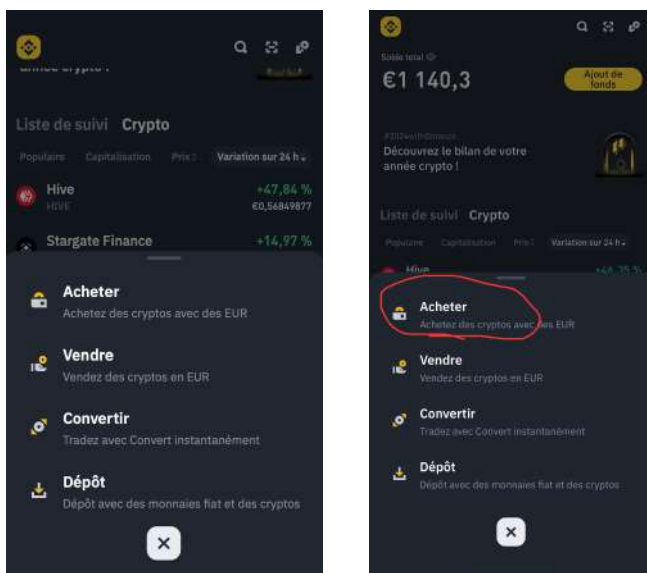 année crypto !
Liste de suivi Crypto
Populaire Capitalisation Prix Variation sur 24 h
Hive +47,84 %
HIVE €0,56849877
Stargate Finance +14,97 %
Acheter
Achetez des cryptos avec des EUR
Vendre
Vendez des cryptos en EUR
Convertir
Tradez avec Convert instantanément
Dépôt
Dépôt avec des monnaies fiat et des cryptos
Solde total
€1 140,3
Ajout de
fonds
Découvrez le bilan de votre
année crypto !
Liste de suivi Crypto
Populaire Capitalisation Prix Variation sur 24 h
Hive +46,35 %
Acheter
Achetez des cryptos avec des EUR
Vendre
Vendez des cryptos en EUR
Convertir
Tradez avec Convert instantanément
Dépôt
Dépôt avec des monnaies fiat et des cryptos